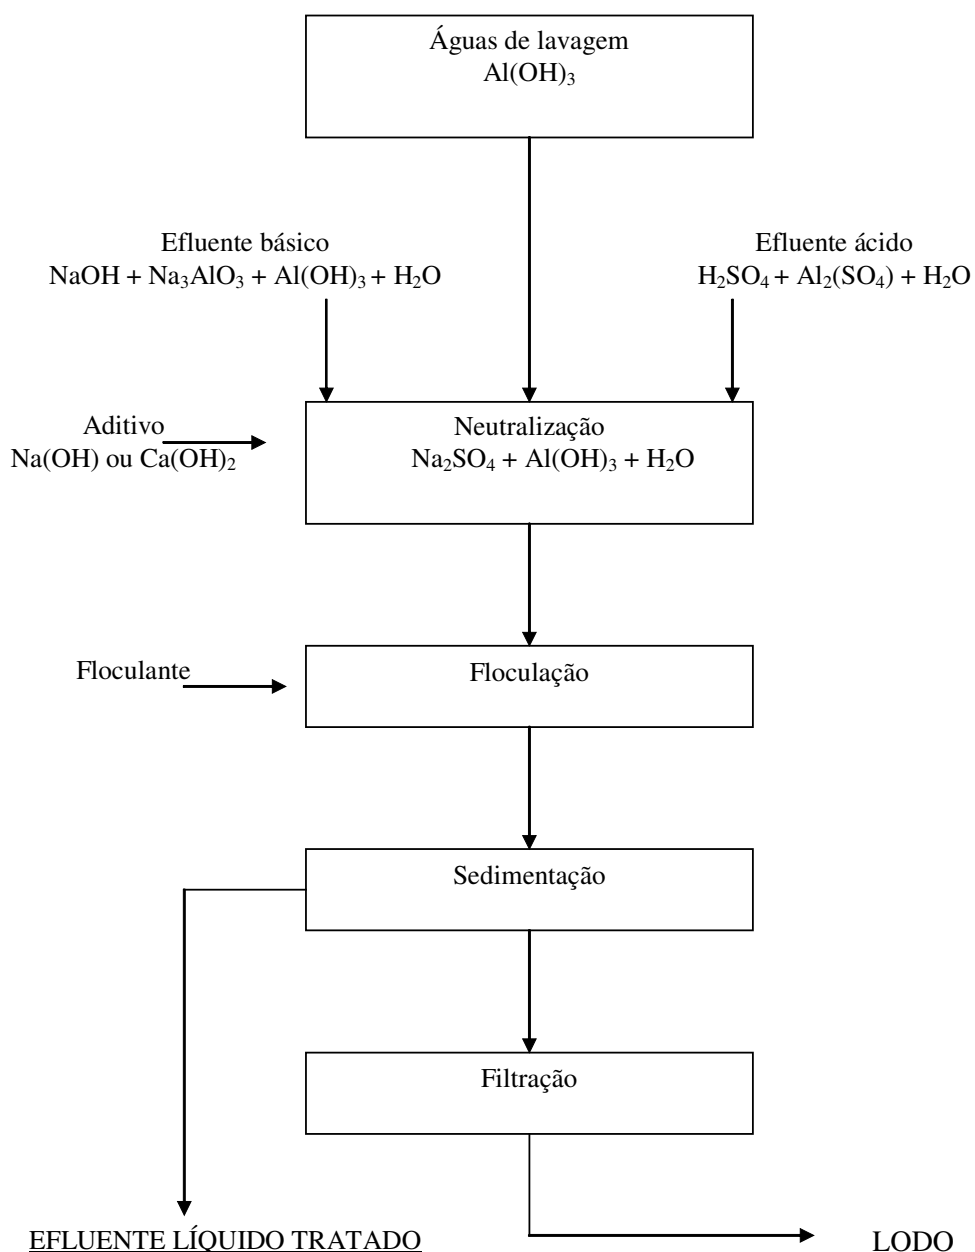 Águas de lavagem
Al(OH)₃
Efluente básico
NaOH + Na₃AlO₃ + Al(OH)₃ + H₂O
Efluente ácido
H₂SO₄ + Al₂(SO₄) + H₂O
Aditivo
Na(OH) ou Ca(OH)₂
Neutralização
Na₂SO₄ + Al(OH)₃ + H₂O
Floculante
Floculação
Sedimentação
Filtração
EFLUENTE LÍQUIDO TRATADO
LODO